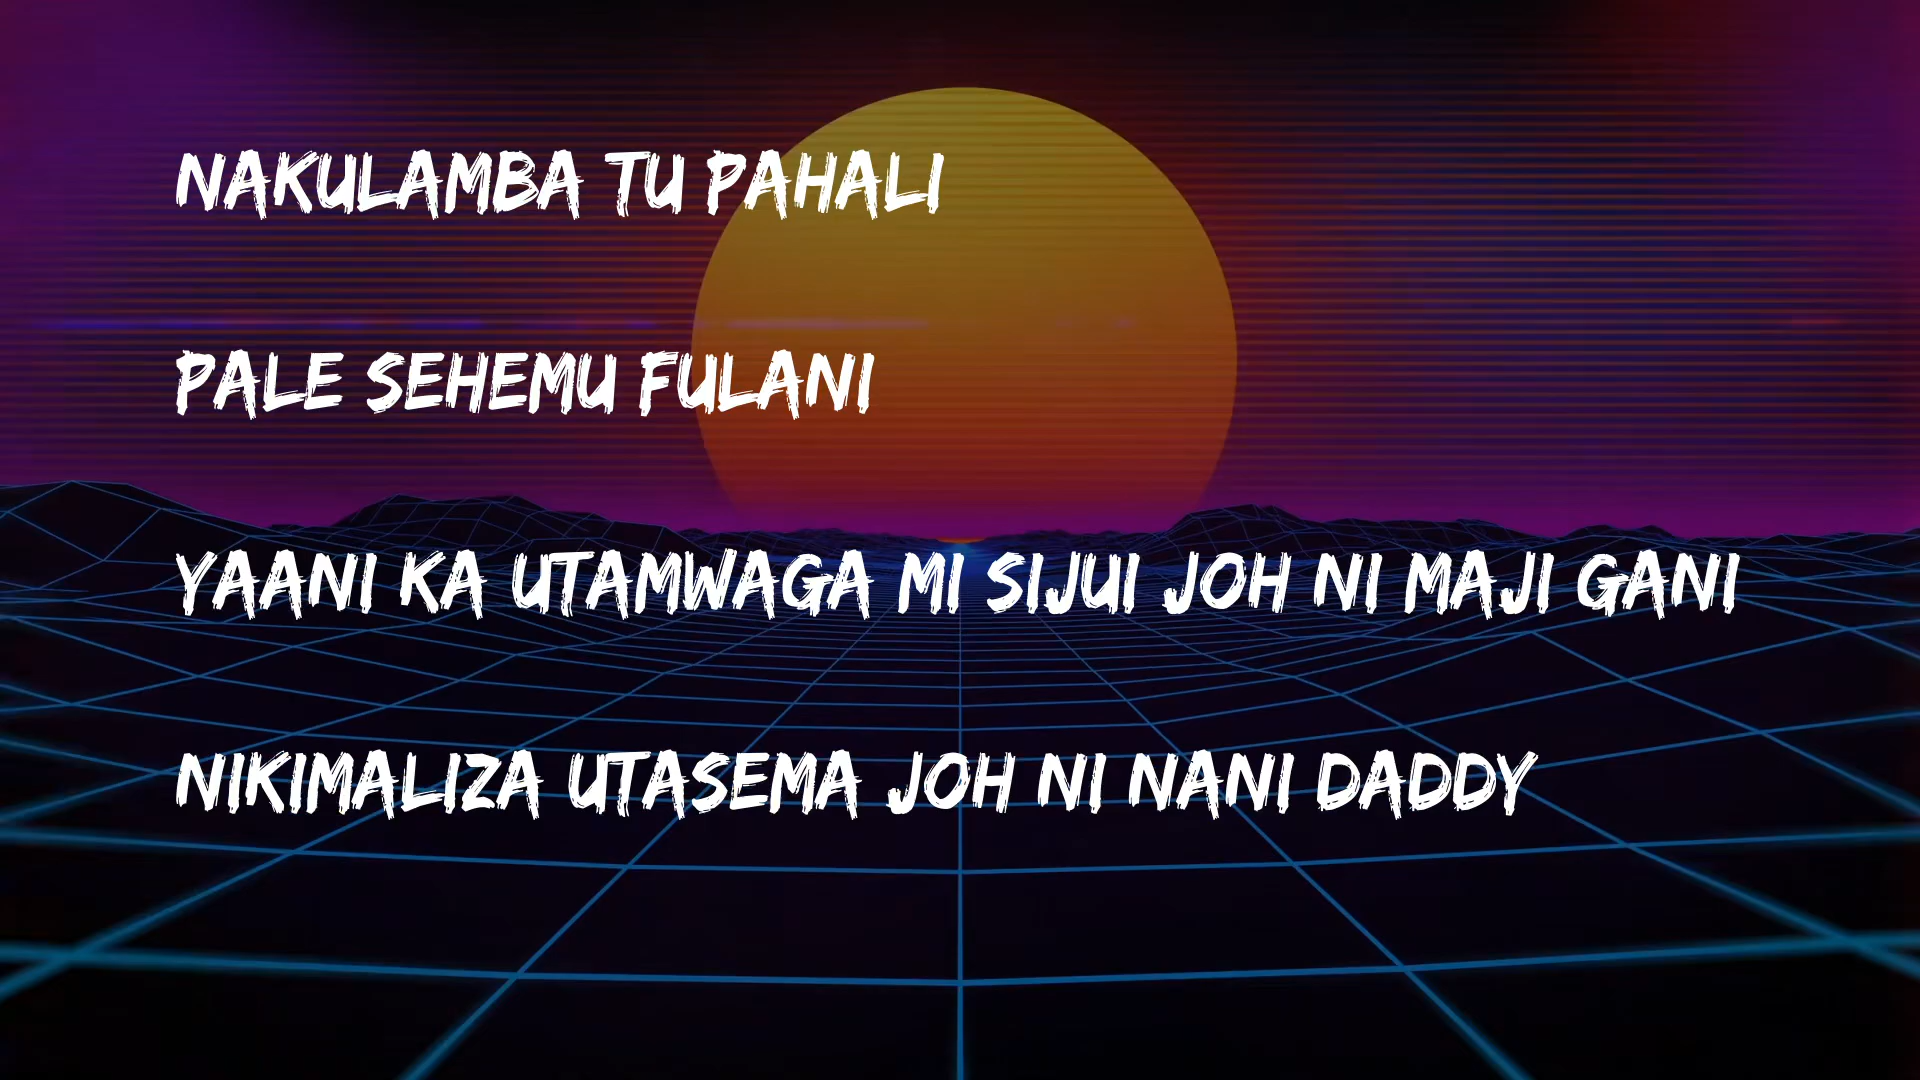 NAKULAMBA TU PAHALI
PALE SEHEMU FULANI
YAANI KA UTAMWAGA MI SIJUI JOH NI MAJI GANI
NIKIMALIZA UTASEMA JOH NI NANI DADDY